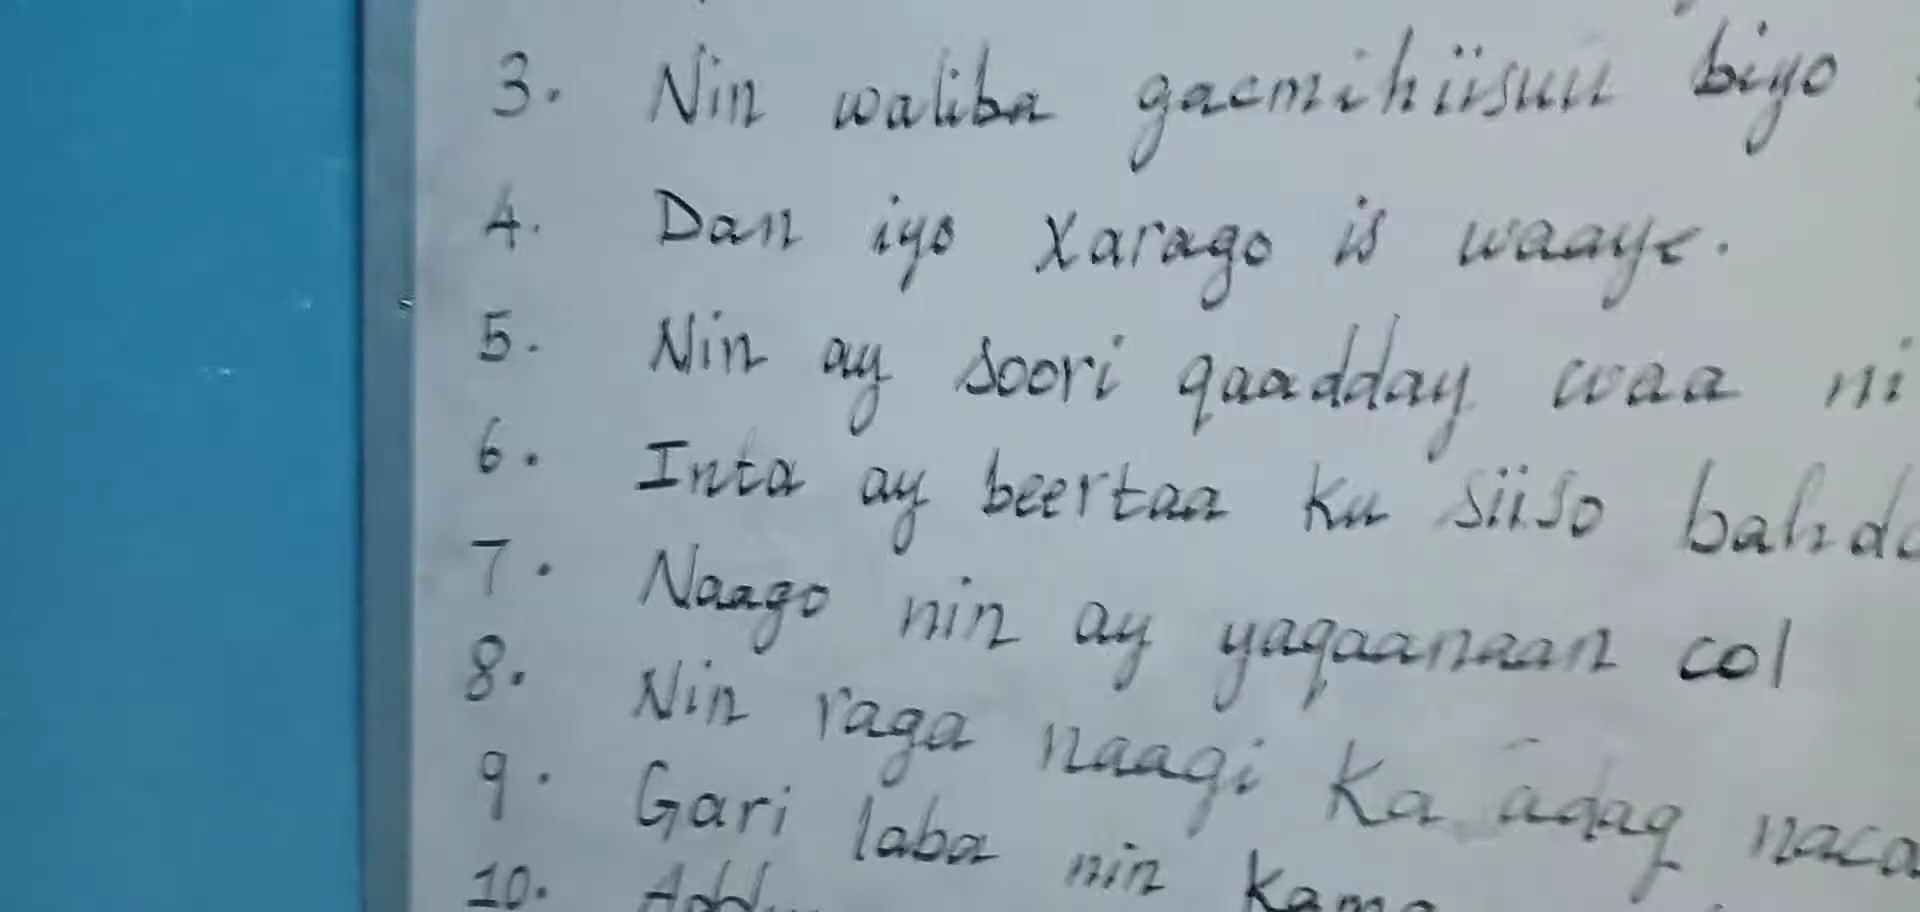 3. Nin waliba gacmihiisuu biyo
4. Dan iyo xarago is waaye.
5. Nin ay soori qaadday waa ni
6. Inta ay beertaa ku siiso
7. Naago nin ay yaqaanaan col
8. Nin raga naagi ka adag naca
9. Gari laba nin kama
10.